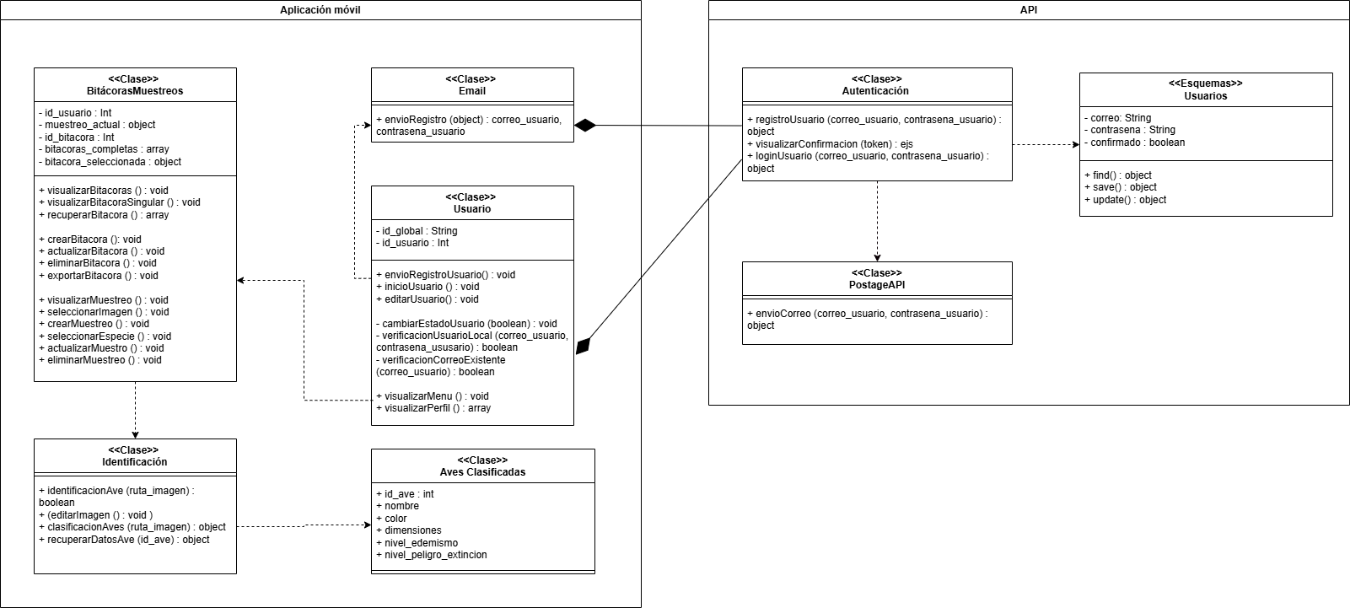 Aplicación móvil
<<Clase>>
BitácorasMuestreos
- id_usuario : Int
- muestreo_actual : object
- id_bitacora : Int
- bitacoras_completas : array
- bitacora_seleccionada : object
+ visualizarBitacoras () : void
+ visualizarBitacoraSingular () : void
+ recuperarBitacora () : array
+ crearBitacora (): void
+ actualizarBitacora () : void
+ eliminarBitacora () : void
+ exportarBitacora () : void
+ visualizarMuestreo () : void
+ seleccionarImagen () : void
+ crearMuestreo () : void
+ seleccionarEspecie () : void
+ actualizarMuestro () : void
+ eliminarMuestreo () : void
<<Clase>>
Email
+ envioRegistro (object) : correo_usuario,
contrasena_usuario
<<Clase>>
Usuario
- id_global : String
- id_usuario : Int
+ envioRegistroUsuario() : void
+ inicioUsuario () : void
+ editarUsuario() : void
- cambiarEstadoUsuario (boolean) : void
- verificacionUsuarioLocal (correo_usuario,
contrasena_ususario) : boolean
- verificacionCorreoExistente
(correo_usuario) : boolean
+ visualizarMenu () : void
+ visualizarPerfil () : array
<<Clase>>
Identificación
+ identificacionAve (ruta_imagen) :
boolean
+ (editarImagen () : void )
+ clasificacionAves (ruta_imagen) : object
+ recuperarDatosAve (id_ave) : object
<<Clase>>
Aves Clasificadas
+ id_ave : int
+ nombre
+ color
+ dimensiones
+ nivel_edemismo
+ nivel_peligro_extincion
API
<<Clase>>
Autenticación
+ registroUsuario (correo_usuario, contrasena_usuario) :
object
+ visualizarConfirmacion (token) : ejs
+ loginUsuario (correo_usuario, contrasena_usuario) :
object
<<Esquemas>>
Usuarios
- correo: String
- contrasena : String
- confirmado : boolean
+ find() : object
+ save() : object
+ update() : object
<<Clase>>
PostageAPI
+ envioCorreo (correo_usuario, contrasena_usuario) :
object